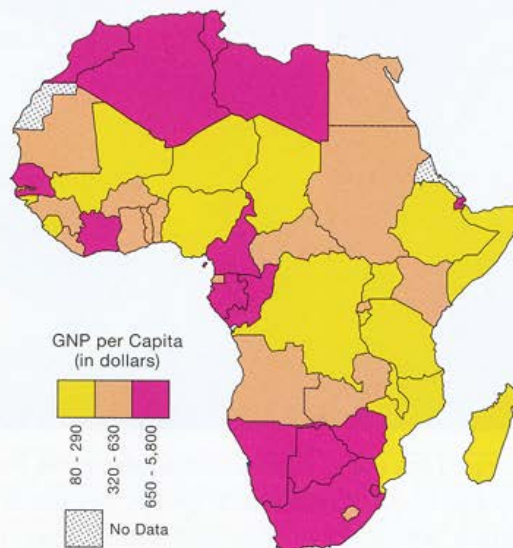 GNP per Capita
(in dollars)
80 - 290
320 - 630
650 - 5,800
No Data